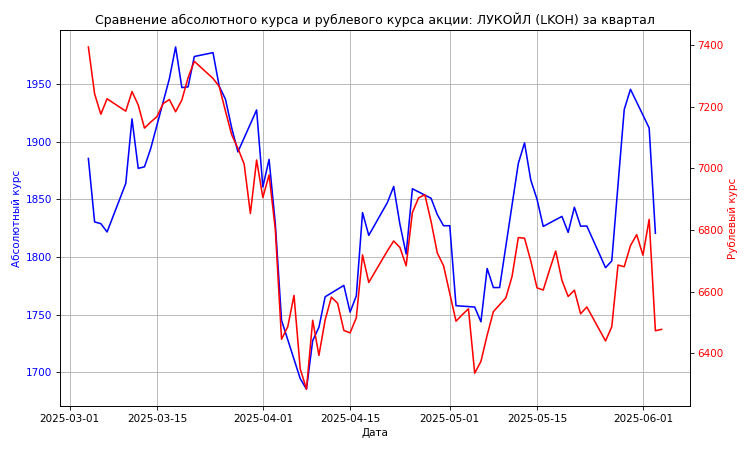 Сравнение абсолютного курса и рублевого курса акции: ЛУКОЙЛ (LKOH) за квартал
Абсолютный курс
1950
1900
1850
1800
1750
1700
7400
7200
7000
6800
6600
6400
Рублевый курс
2025-03-01 2025-03-15 2025-04-01 2025-04-15 2025-05-01 2025-05-15 2025-06-01
Дата